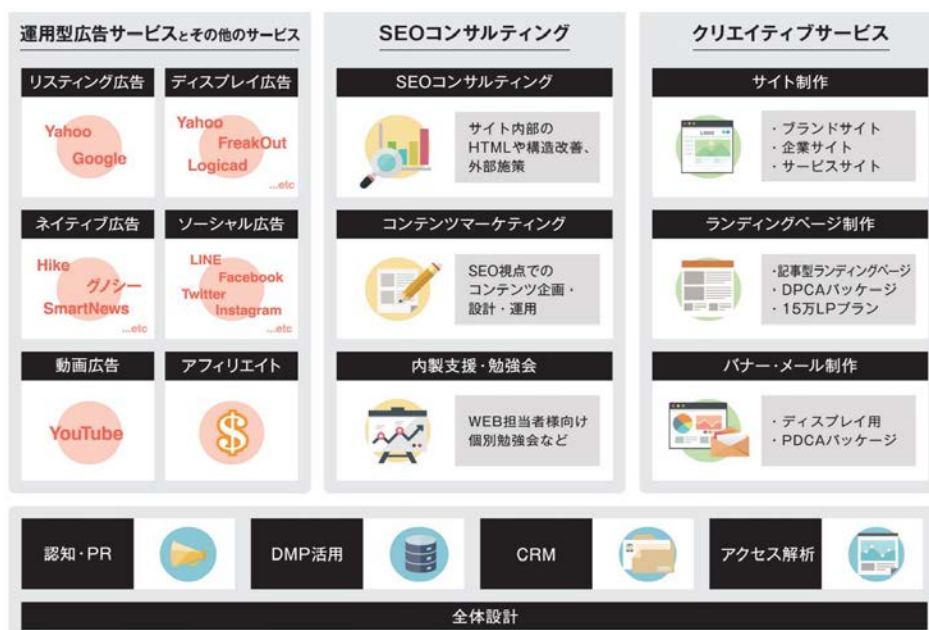 運用型広告サービスとその他のサービス
リスティング広告
Yahoo
Google
ディスプレイ広告
Yahoo
FreakOut
Logicad
...etc
ネイティブ広告
Hike
グノシー
SmartNews
...etc
ソーシャル広告
LINE
Facebook
Twitter
Instagram
...etc
動画広告
YouTube
アフィリエイト
$
SEOコンサルティング
SEOコンサルティング
サイト内部の
HTMLや構造改善、
外部施策
コンテンツマーケティング
SEO視点での
コンテンツ企画・
設計・運用
内製支援・勉強会
WEB担当者様向け
個別勉強会など
クリエイティブサービス
サイト制作
LOGO
・ブランドサイト
・企業サイト
・サービスサイト
ランディングページ制作
・記事型ランディングページ
・DPCAパッケージ
・15万LPプラン
バナー・メール制作
・ディスプレイ用
・PDCAパッケージ
認知・PR
DMP活用
CRM
アクセス解析
全体設計